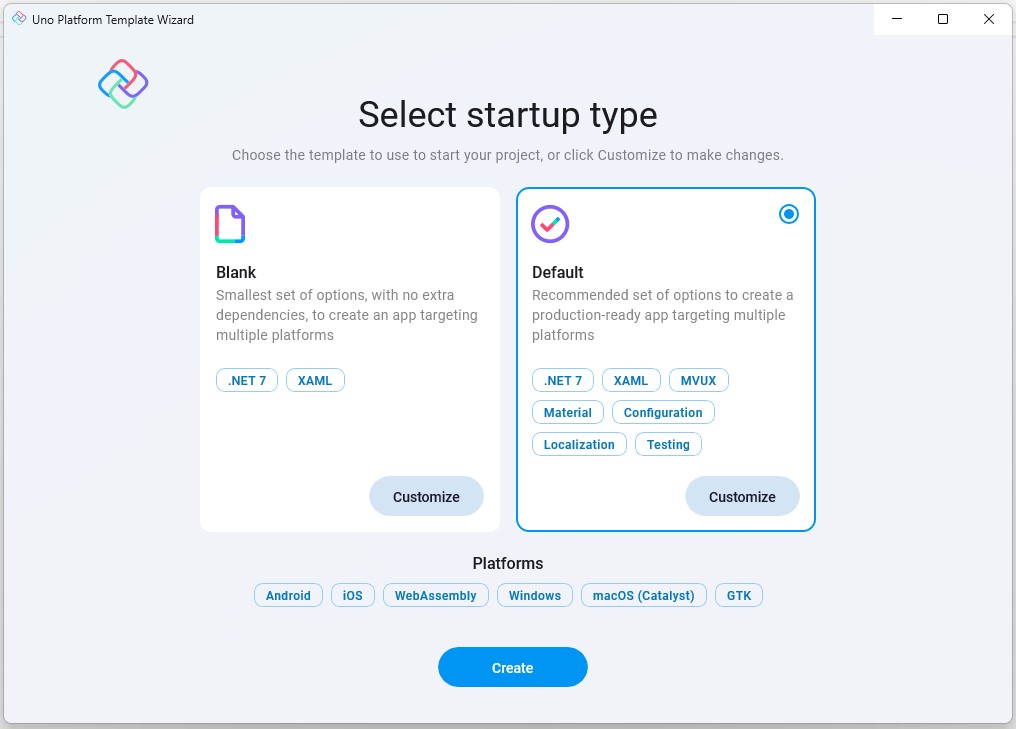 Uno Platform Template Wizard
Select startup type
Choose the template to use to start your project, or click Customize to make changes.
Blank
Smallest set of options, with no extra
dependencies, to create an app targeting
multiple platforms
.NET 7 XAML
Customize
Default
Recommended set of options to create a
production-ready app targeting multiple
platforms
.NET 7 XAML MVUX
Material Configuration
Localization Testing
Customize
Platforms
Android iOS WebAssembly Windows macOS (Catalyst) GTK
Create